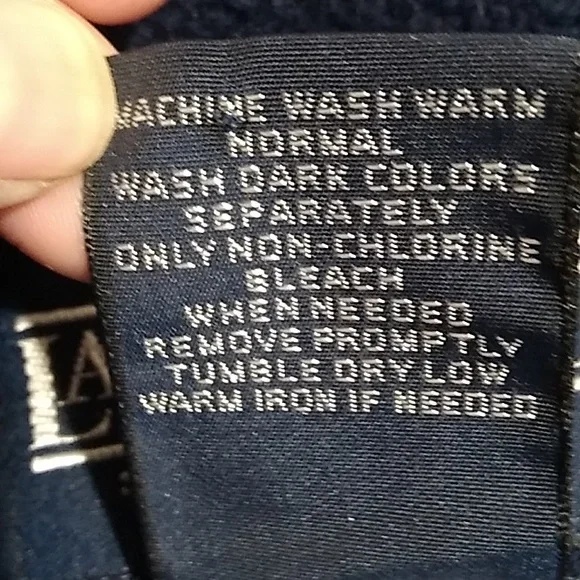 MACHINE WASH WARM
NORMAL
WASH DARK COLORS
SEPARATELY
ONLY NON-CHLORINE
BLEACH
WHEN NEEDED
REMOVE PROMPTLY
TUMBLE DRY LOW
WARM IRON IF NEEDED